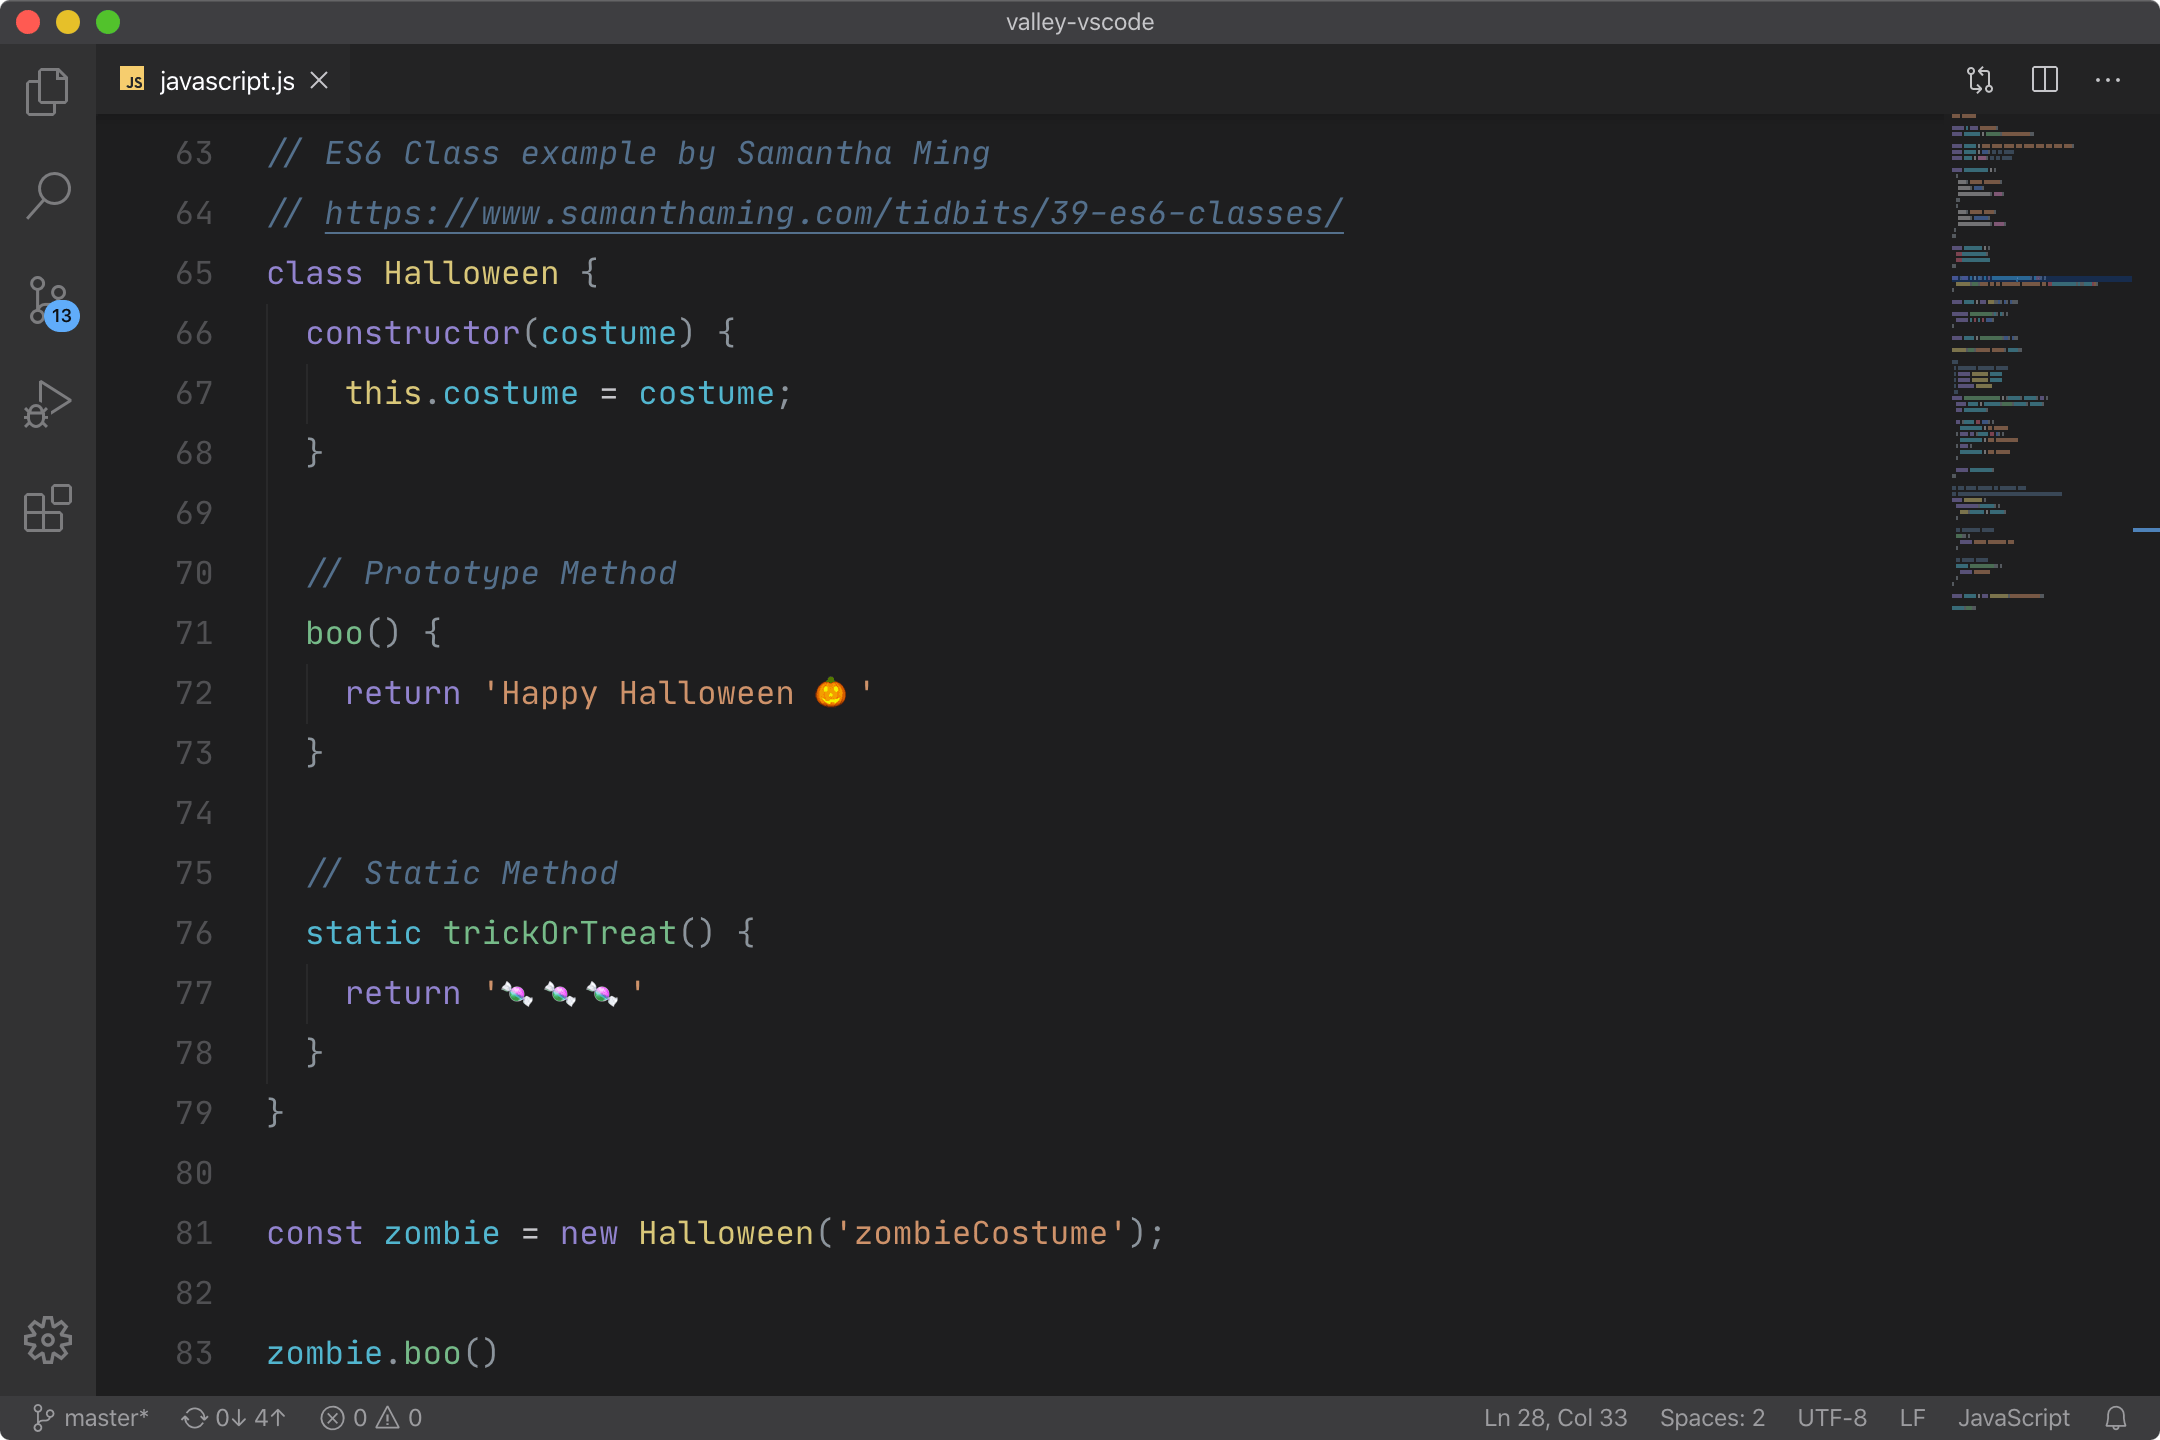 valley-vscode
JS javascript.js
63 // ES6 Class example by Samantha Ming
64 // https://www.samanthaming.com/tidbits/39-es6-classes/
65 class Halloween {
66 constructor(costume) {
67 this.costume = costume;
68 }
69
70 // Prototype Method
71 boo() {
72 return 'Happy Halloween 🎃 '
73 }
74
75 // Static Method
76 static trickOrTreat() {
77 return '🍬 🍬 🍬 '
78 }
79 }
80
81 const zombie = new Halloween('zombieCostume');
82
83 zombie.boo()
13
master* 0↓ 4↑ 0 0 Ln 28, Col 33 Spaces: 2 UTF-8 LF JavaScript